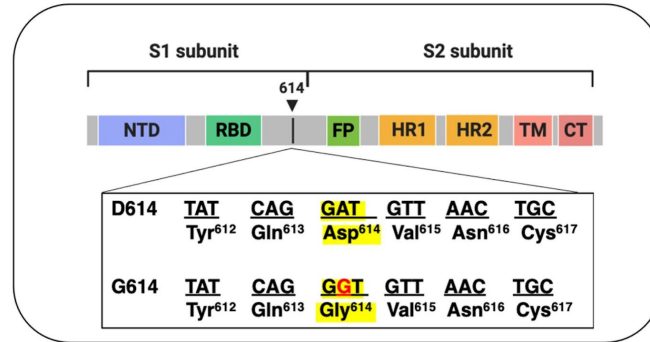 S1 subunit S2 subunit
614
NTD RBD FP HR1 HR2 TM CT
D614 TAT CAG GAT GTT AAC TGC
Tyr⁶¹² Gln⁶¹³ Asp⁶¹⁴ Val⁶¹⁵ Asn⁶¹⁶ Cys⁶¹⁷
G614 TAT CAG GGT GTT AAC TGC
Tyr⁶¹² Gln⁶¹³ Gly⁶¹⁴ Val⁶¹⁵ Asn⁶¹⁶ Cys⁶¹⁷